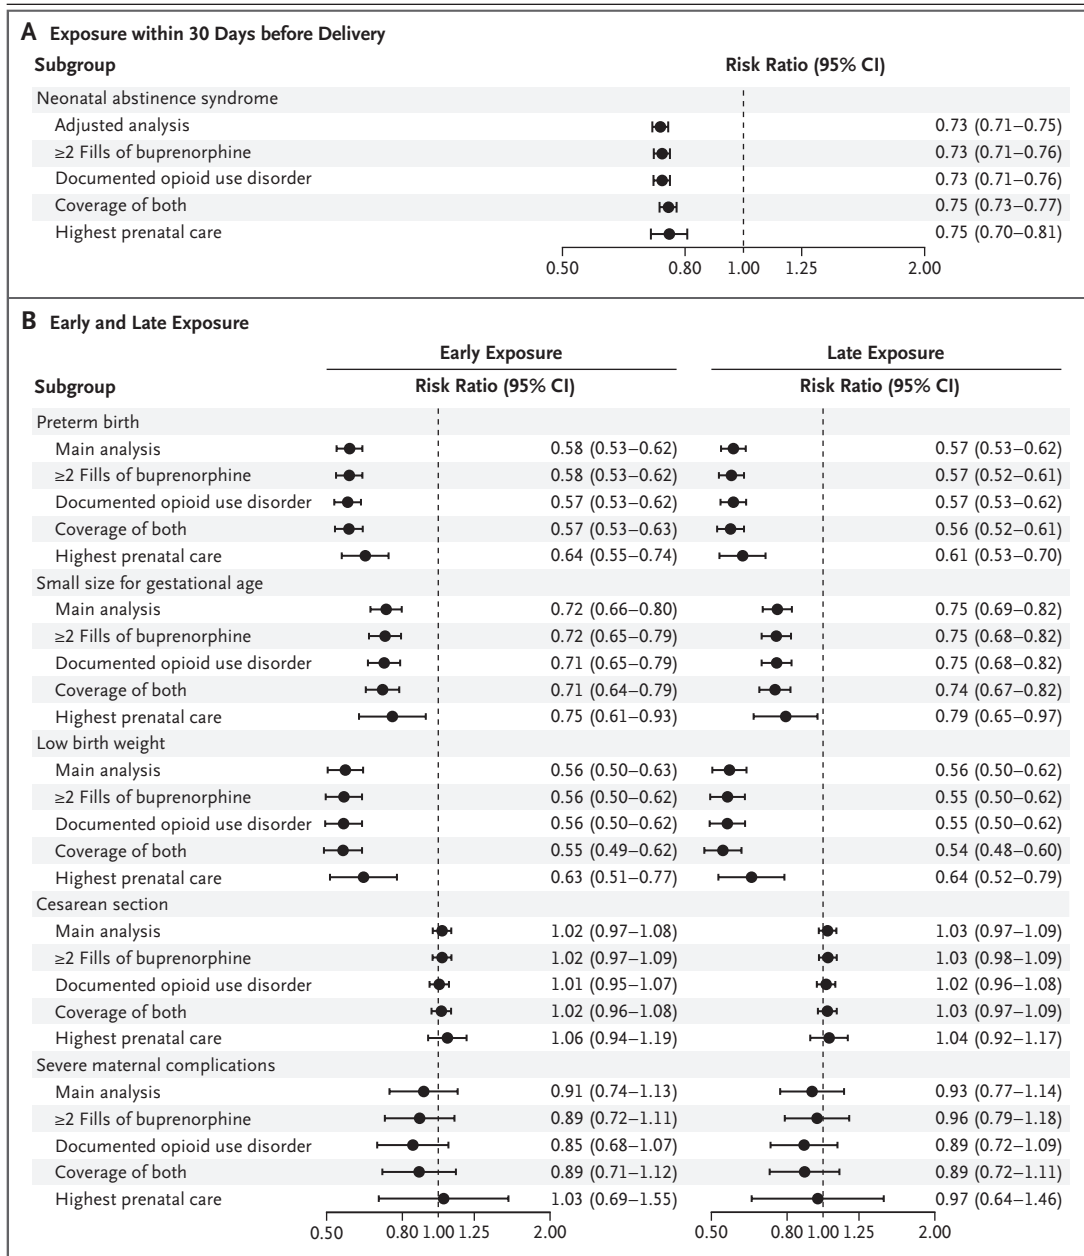 A Exposure within 30 Days before Delivery
Subgroup Risk Ratio (95% CI)
Neonatal abstinence syndrome
Adjusted analysis 0.73 (0.71–0.75)
≥2 Fills of buprenorphine 0.73 (0.71–0.76)
Documented opioid use disorder 0.73 (0.71–0.76)
Coverage of both 0.75 (0.73–0.77)
Highest prenatal care 0.75 (0.70–0.81)
0.50 0.80 1.00 1.25 2.00
B Early and Late Exposure
Early Exposure Late Exposure
Subgroup Risk Ratio (95% CI) Risk Ratio (95% CI)
Preterm birth
Main analysis 0.58 (0.53–0.62) 0.57 (0.53–0.62)
≥2 Fills of buprenorphine 0.58 (0.53–0.62) 0.57 (0.52–0.61)
Documented opioid use disorder 0.57 (0.53–0.62) 0.57 (0.53–0.62)
Coverage of both 0.57 (0.53–0.63) 0.56 (0.52–0.61)
Highest prenatal care 0.64 (0.55–0.74) 0.61 (0.53–0.70)
Small size for gestational age
Main analysis 0.72 (0.66–0.80) 0.75 (0.69–0.82)
≥2 Fills of buprenorphine 0.72 (0.65–0.79) 0.75 (0.68–0.82)
Documented opioid use disorder 0.71 (0.65–0.79) 0.75 (0.68–0.82)
Coverage of both 0.71 (0.64–0.79) 0.74 (0.67–0.82)
Highest prenatal care 0.75 (0.61–0.93) 0.79 (0.65–0.97)
Low birth weight
Main analysis 0.56 (0.50–0.63) 0.56 (0.50–0.62)
≥2 Fills of buprenorphine 0.56 (0.50–0.62) 0.55 (0.50–0.62)
Documented opioid use disorder 0.56 (0.50–0.62) 0.55 (0.50–0.62)
Coverage of both 0.55 (0.49–0.62) 0.54 (0.48–0.60)
Highest prenatal care 0.63 (0.51–0.77) 0.64 (0.52–0.79)
Cesarean section
Main analysis 1.02 (0.97–1.08) 1.03 (0.97–1.09)
≥2 Fills of buprenorphine 1.02 (0.97–1.09) 1.03 (0.98–1.09)
Documented opioid use disorder 1.01 (0.95–1.07) 1.02 (0.96–1.08)
Coverage of both 1.02 (0.96–1.08) 1.03 (0.97–1.09)
Highest prenatal care 1.06 (0.94–1.19) 1.04 (0.92–1.17)
Severe maternal complications
Main analysis 0.91 (0.74–1.13) 0.93 (0.77–1.14)
≥2 Fills of buprenorphine 0.89 (0.72–1.11) 0.96 (0.79–1.18)
Documented opioid use disorder 0.85 (0.68–1.07) 0.89 (0.72–1.09)
Coverage of both 0.89 (0.71–1.12) 0.89 (0.72–1.11)
Highest prenatal care 1.03 (0.69–1.55) 0.97 (0.64–1.46)
0.50 0.80 1.00 1.25 2.00 0.50 0.80 1.00 1.25 2.00